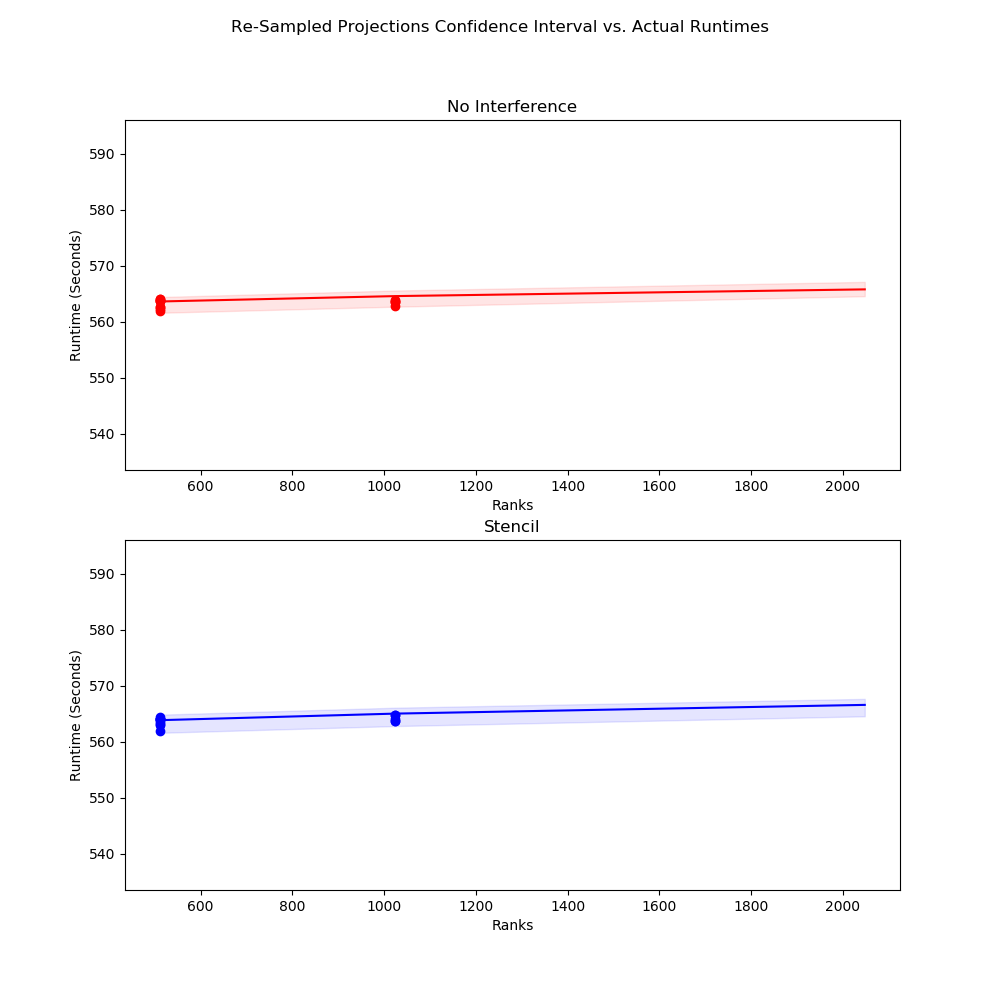 Re-Sampled Projections Confidence Interval vs. Actual Runtimes
No Interference
590
580
570
560
550
540
Runtime (Seconds)
600 800 1000 1200 1400 1600 1800 2000
Ranks
Stencil
590
580
570
560
550
540
Runtime (Seconds)
600 800 1000 1200 1400 1600 1800 2000
Ranks